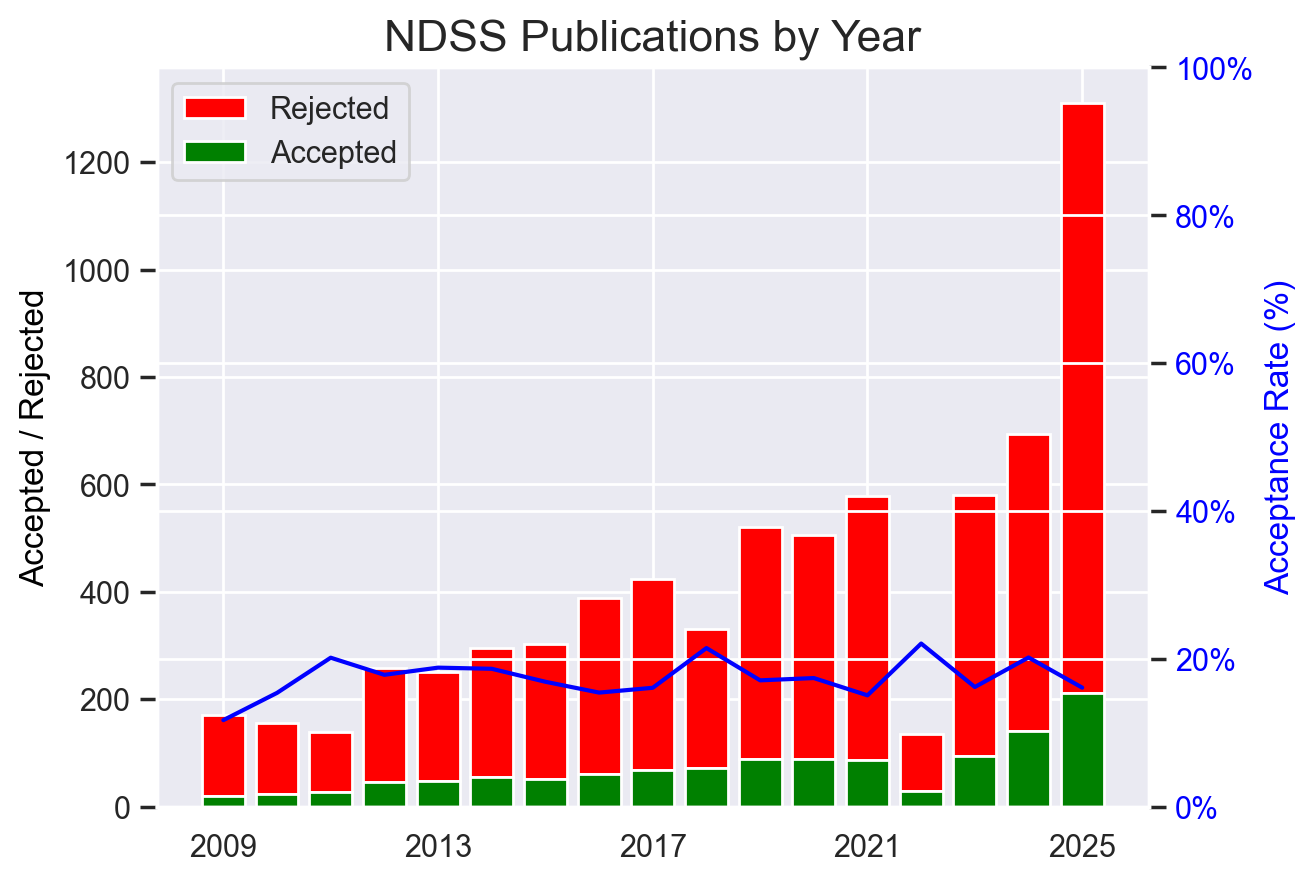 NDSS Publications by Year
Rejected
Accepted
Accepted / Rejected
1200
1000
800
600
400
200
0
100%
80%
60%
40%
20%
0%
Acceptance Rate (%)
2009 2013 2017 2021 2025